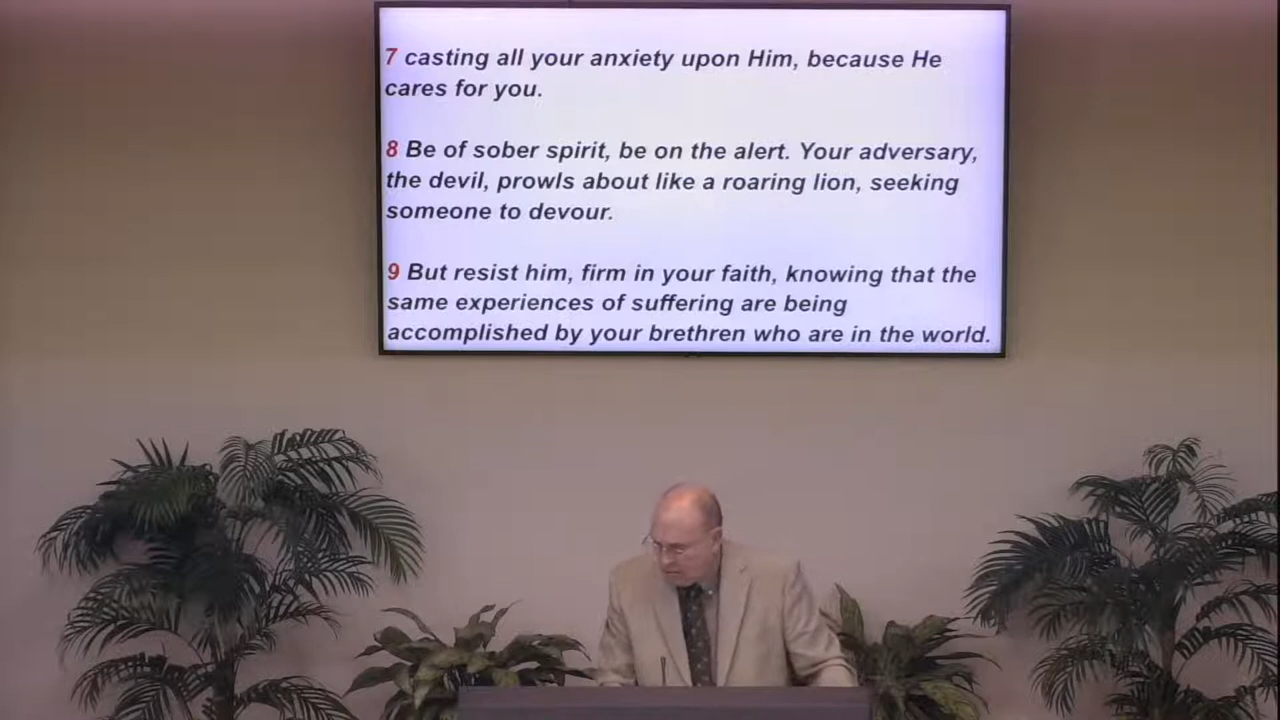 7 casting all your anxiety upon Him, because He
cares for you.
8 Be of sober spirit, be on the alert. Your adversary,
the devil, prowls about like a roaring lion, seeking
someone to devour.
9 But resist him, firm in your faith, knowing that the
same experiences of suffering are being
accomplished by your brethren who are in the world.